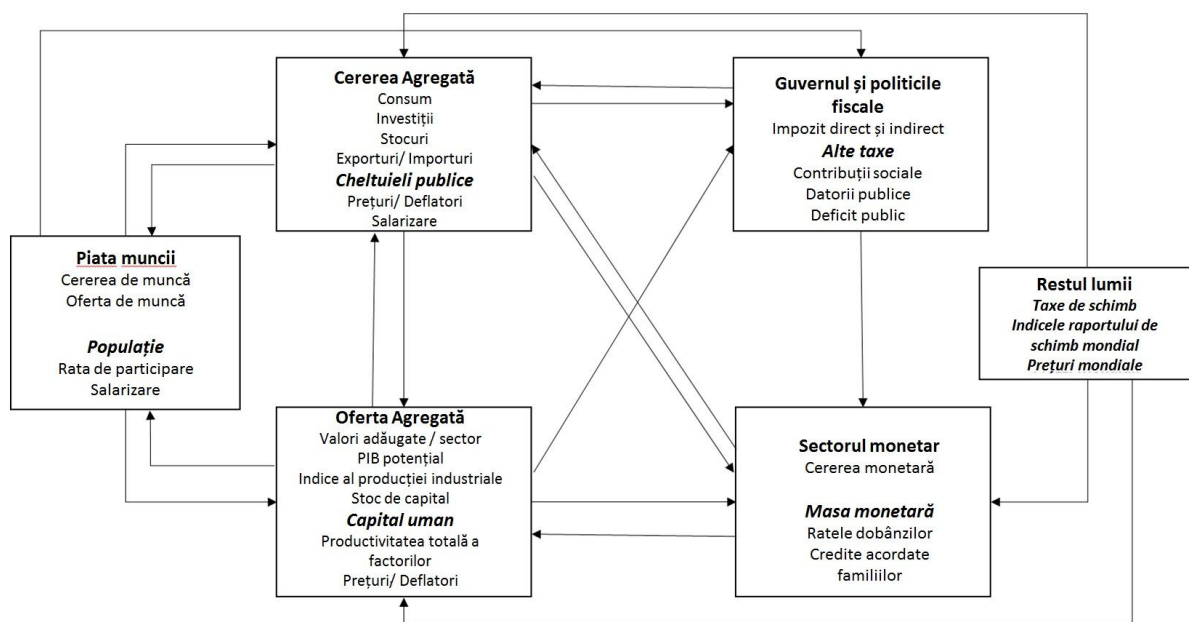 Cererea Agregată
Consum
Investiții
Stocuri
Exporturi/ Importuri
Cheltuieli publice
Prețuri/ Deflatori
Salarizare
Guvernul și politicile
fiscale
Impozit direct și indirect
Alte taxe
Contribuții sociale
Datorii publice
Deficit public
Piata muncii
Cererea de muncă
Oferta de muncă
Populație
Rata de participare
Salarizare
Restul lumii
Taxe de schimb
Indicele raportului de
schimb mondial
Prețuri mondiale
Oferta Agregată
Valori adăugate / sector
PIB potențial
Indice al producției industriale
Stoc de capital
Capital uman
Productivitatea totală a
factorilor
Prețuri/ Deflatori
Sectorul monetar
Cererea monetară
Masa monetară
Ratele dobânzilor
Credite acordate
familiilor